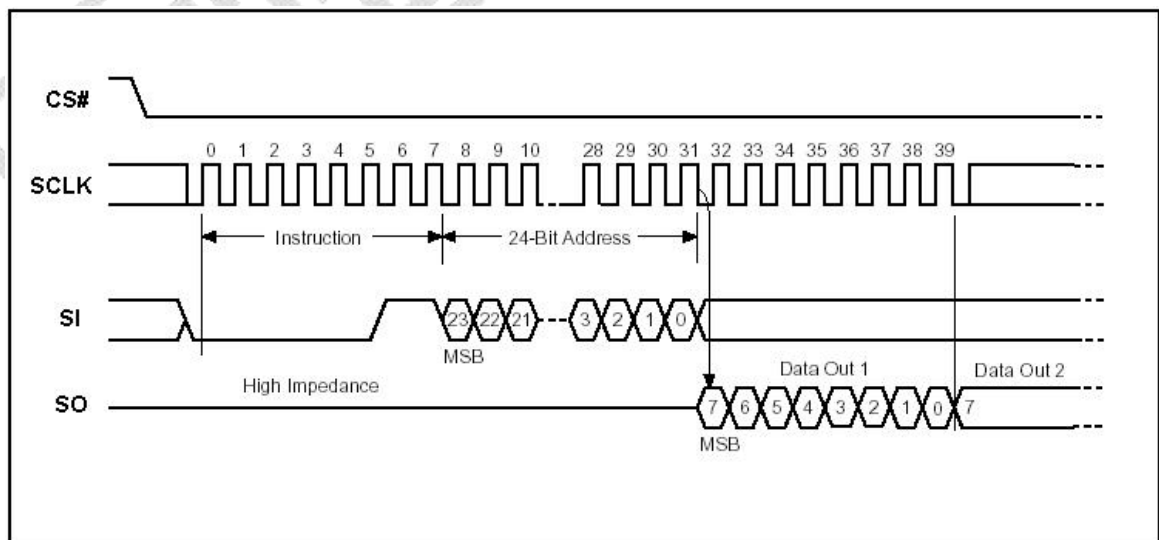 CS#
0 1 2 3 4 5 6 7 8 9 10 28 29 30 31 32 33 34 35 36 37 38 39
SCLK
Instruction 24-Bit Address
SI 23 22 21 3 2 1 0
MSB
High Impedance Data Out 1 Data Out 2
SO 7 6 5 4 3 2 1 0 7
MSB